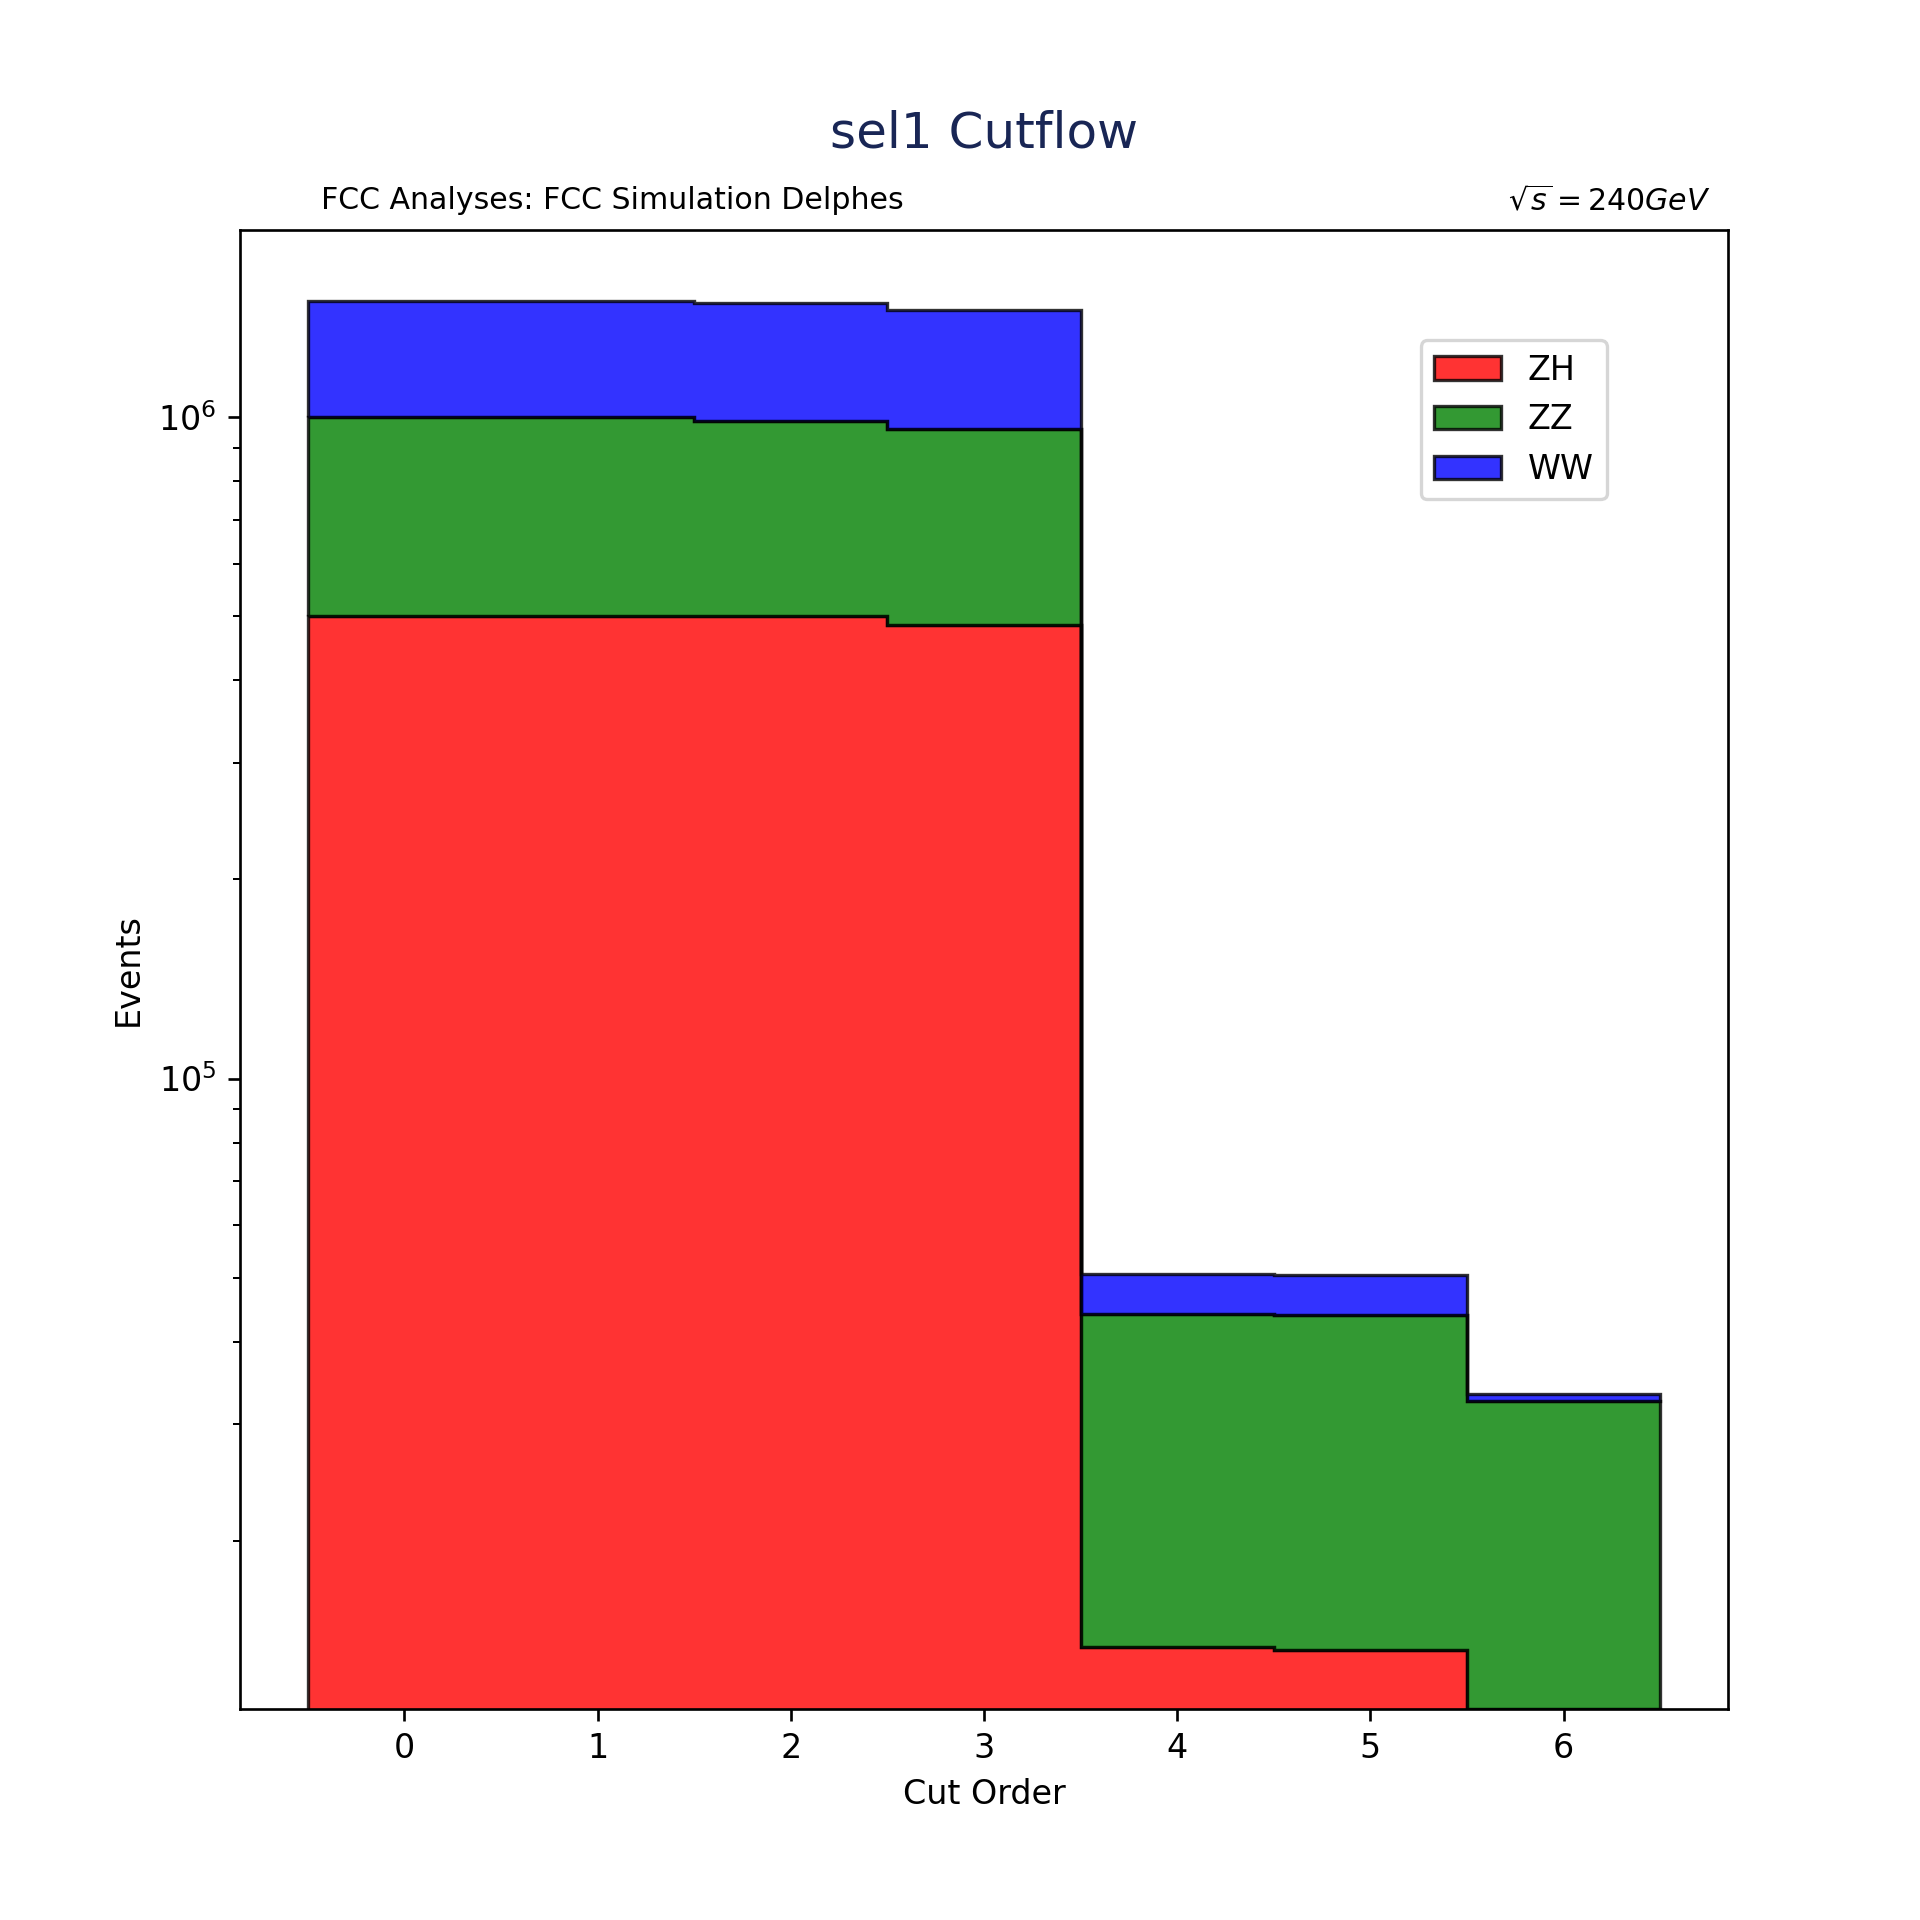 sel1 Cutflow
FCC Analyses: FCC Simulation Delphes
√s = 240GeV
10⁶
10⁵
Events
ZH
ZZ
WW
0 1 2 3 4 5 6
Cut Order